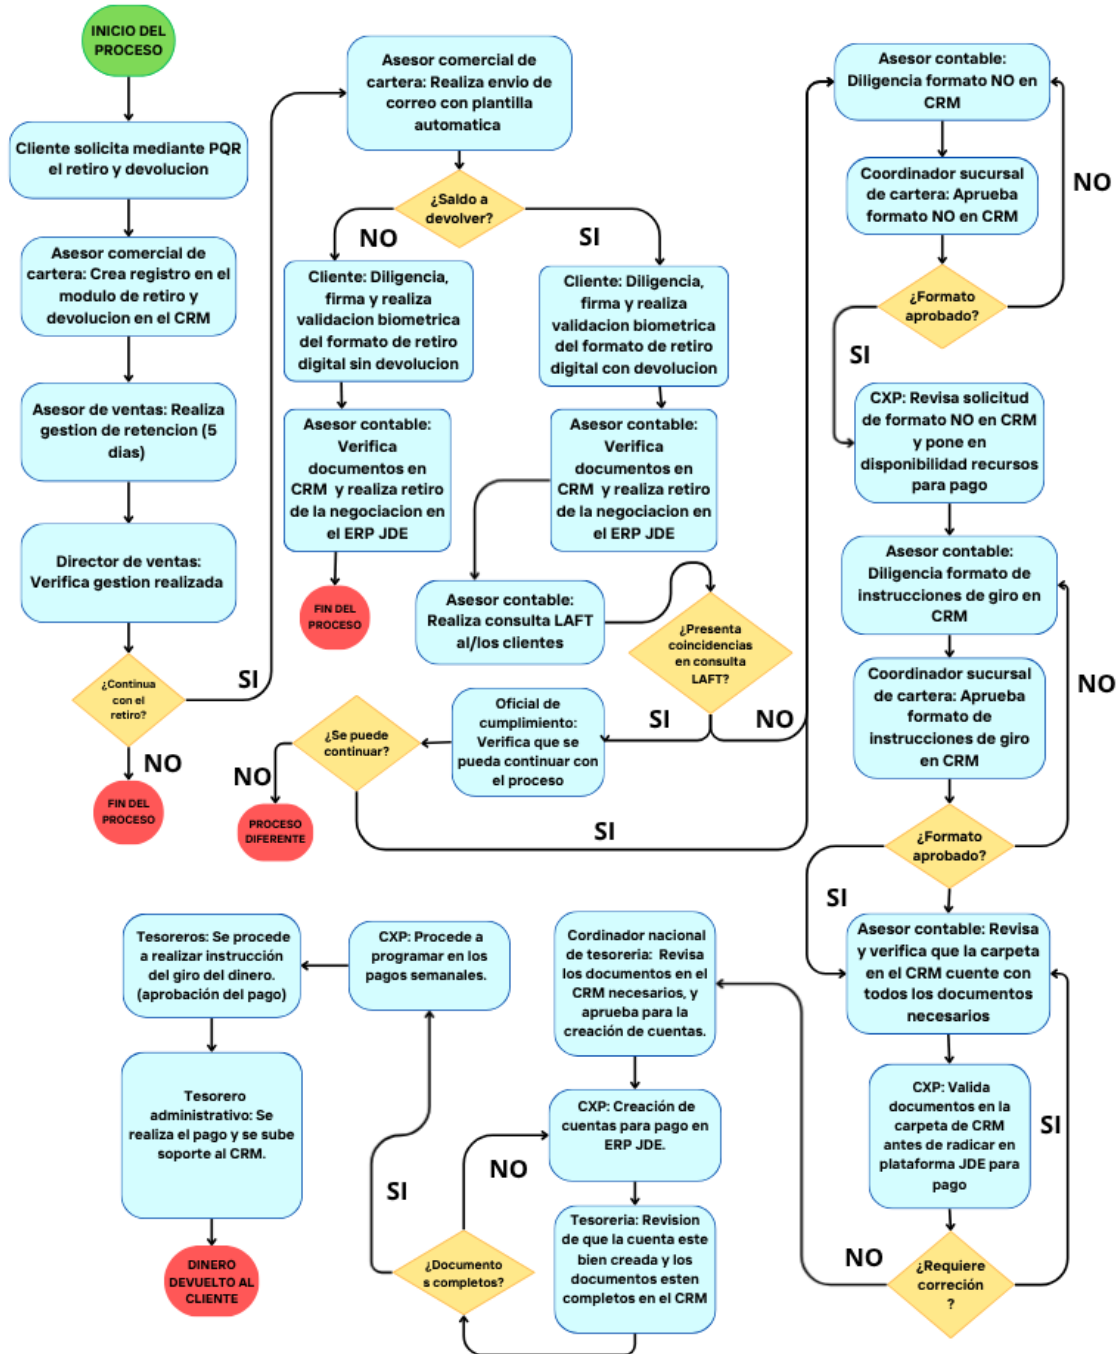 INICIO DEL
PROCESO
Cliente solicita mediante PQR
el retiro y devolucion
Asesor comercial de
cartera: Crea registro en el
modulo de retiro y
devolucion en el CRM
Asesor de ventas: Realiza
gestion de retencion (5
dias)
Director de ventas:
Verifica gestion realizada
¿Continua
con el
retiro?
SI
NO
FIN DEL
PROCESO
Asesor comercial de
cartera: Realiza envio de
correo con plantilla
automatica
¿Saldo a
devolver?
NO
SI
Cliente: Diligencia,
firma y realiza
validacion biometrica
del formato de retiro
digital sin devolucion
Asesor contable:
Verifica
documentos en
CRM y realiza retiro
de la negociacion en
el ERP JDE
FIN DEL
PROCESO
Cliente: Diligencia,
firma y realiza
validacion biometrica
del formato de retiro
digital con devolucion
Asesor contable:
Verifica
documentos en
CRM y realiza retiro
de la negociacion en
el ERP JDE
Asesor contable:
Realiza consulta LAFT
al/los clientes
¿Presenta
coincidencias
en consulta
LAFT?
SI
NO
Oficial de
cumplimiento:
Verifica que se
pueda continuar con
el proceso
¿Se puede
continuar?
NO
PROCESO
DIFERENTE
SI
Asesor contable:
Diligencia formato NO en
CRM
Coordinador sucursal
de cartera: Aprueba
formato NO en CRM
¿Formato
aprobado?
NO
SI
CXP: Revisa solicitud
de formato NO en CRM
y pone en
disponibilidad recursos
para pago
Asesor contable:
Diligencia formato de
instrucciones de giro en
CRM
Coordinador sucursal
de cartera: Aprueba
formato de
instrucciones de giro
en CRM
¿Formato
aprobado?
NO
SI
Asesor contable: Revisa
y verifica que la carpeta
en el CRM cuente con
todos los documentos
necesarios
CXP: Valida
documentos en la
carpeta de CRM
antes de radicar en
plataforma JDE para
pago
¿Requiere
correción
?
SI
NO
Cordinador nacional
de tesoreria: Revisa
los documentos en el
CRM necesarios, y
aprueba para la
creación de cuentas.
CXP: Creación de
cuentas para pago en
ERP JDE.
Tesoreria: Revision
de que la cuenta este
bien creada y los
documentos esten
completos en el CRM
¿Documento
s completos?
NO
SI
CXP: Procede a
programar en los
pagos semanales.
Tesoreros: Se procede
a realizar instrucción
del giro del dinero.
(aprobación del pago)
Tesorero
administrativo: Se
realiza el pago y se sube
soporte al CRM.
DINERO
DEVUELTO AL
CLIENTE